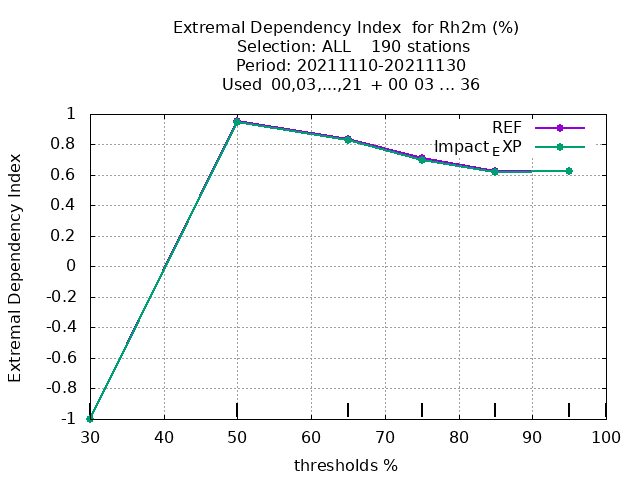 Extremal Dependency Index  for Rh2m (%)
Selection: ALL    190 stations
Period: 20211110-20211130
Used  00,03,...,21  + 00 03 ... 36
REF
Impact_EXP
Extremal Dependency Index
1
0.8
0.6
0.4
0.2
0
-0.2
-0.4
-0.6
-0.8
-1
30 40 50 60 70 80 90 100
thresholds %